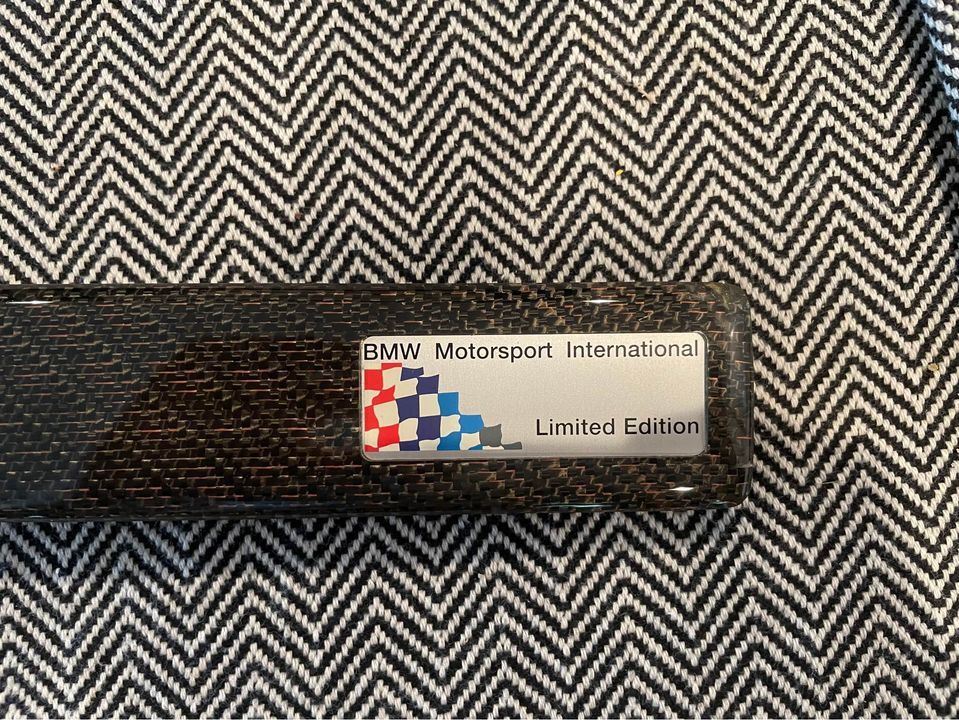 BMW Motorsport International
Limited Edition